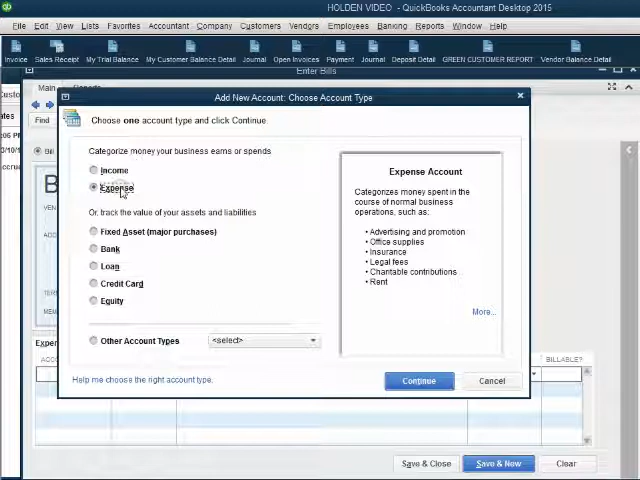 HOLDEN VIDEO - QuickBooks Accountant Desktop 2015
File Edit View Lists Favorites Accountant Company Customers Vendors Employees Banking Reports Window Help
Invoice Sales Receipt My Trial Balance My Customer Balance Detail Journal Open Invoices Payment Journal Deposit Detail GREEN CUSTOMER REPORT Vendor Balance Detail
Enter Bills
Main
Find
Bill
Add New Account: Choose Account Type
Choose one account type and click Continue.
Categorize money your business earns or spends
Income
Expense
Or, track the value of your assets and liabilities
Fixed Asset (major purchases)
Bank
Loan
Credit Card
Equity
Other Account Types <select>
Help me choose the right account type.
Expense Account
Categorizes money spent in the
course of normal business
operations, such as:
• Advertising and promotion
• Office supplies
• Insurance
• Legal fees
• Charitable contributions
• Rent
More...
Continue Cancel
BILLABLE?
Save & Close Save & New Clear